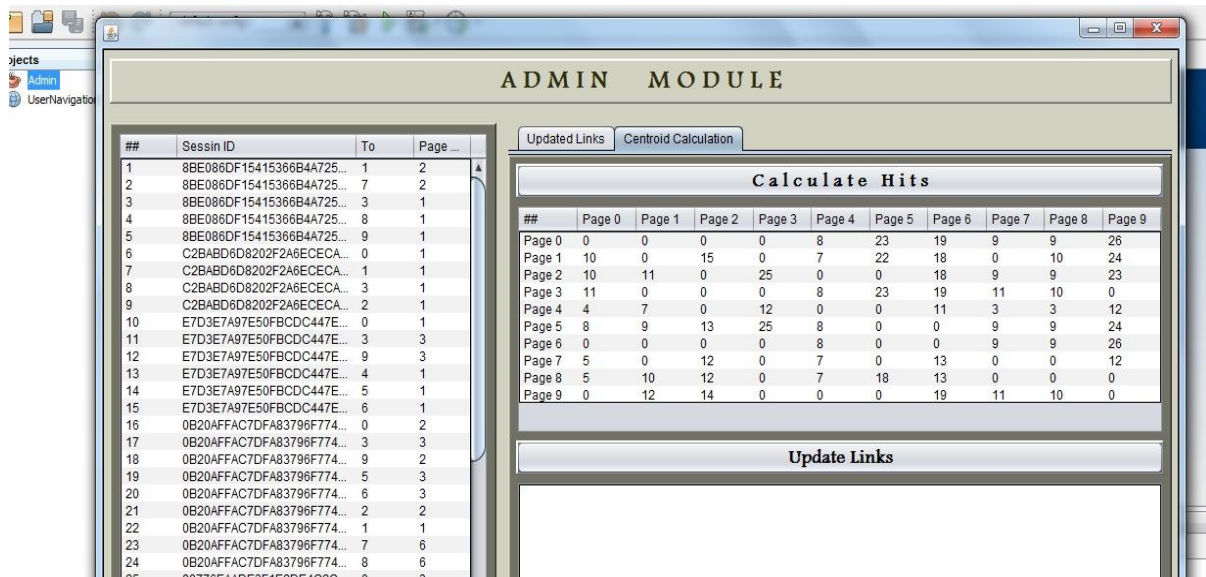 ojects
Admin
UserNavigation
ADMIN MODULE
## Sessin ID To Page ...
1 8BE086DF15415366B4A725... 1 2
2 8BE086DF15415366B4A725... 7 2
3 8BE086DF15415366B4A725... 3 1
4 8BE086DF15415366B4A725... 8 1
5 8BE086DF15415366B4A725... 9 1
6 C2BABD6D8202F2A6ECECA... 0 1
7 C2BABD6D8202F2A6ECECA... 1 1
8 C2BABD6D8202F2A6ECECA... 3 1
9 C2BABD6D8202F2A6ECECA... 2 1
10 E7D3E7A97E50FBCDC447E... 0 1
11 E7D3E7A97E50FBCDC447E... 3 3
12 E7D3E7A97E50FBCDC447E... 9 3
13 E7D3E7A97E50FBCDC447E... 4 1
14 E7D3E7A97E50FBCDC447E... 5 1
15 E7D3E7A97E50FBCDC447E... 6 1
16 0B20AFFAC7DFA83796F774... 0 2
17 0B20AFFAC7DFA83796F774... 3 3
18 0B20AFFAC7DFA83796F774... 9 2
19 0B20AFFAC7DFA83796F774... 5 3
20 0B20AFFAC7DFA83796F774... 6 3
21 0B20AFFAC7DFA83796F774... 2 2
22 0B20AFFAC7DFA83796F774... 1 1
23 0B20AFFAC7DFA83796F774... 7 6
24 0B20AFFAC7DFA83796F774... 8 6
Updated Links Centroid Calculation
Calculate Hits
## Page 0 Page 1 Page 2 Page 3 Page 4 Page 5 Page 6 Page 7 Page 8 Page 9
Page 0 0 0 0 0 8 23 19 9 9 26
Page 1 10 0 15 0 7 22 18 0 10 24
Page 2 10 11 0 25 0 0 18 9 9 23
Page 3 11 0 0 0 8 23 19 11 10 0
Page 4 4 7 0 12 0 0 11 3 3 12
Page 5 8 9 13 25 8 0 0 9 9 24
Page 6 0 0 0 0 8 0 0 9 9 26
Page 7 5 0 12 0 7 0 13 0 0 12
Page 8 5 10 12 0 7 18 13 0 0 0
Page 9 0 12 14 0 0 0 19 11 10 0
Update Links